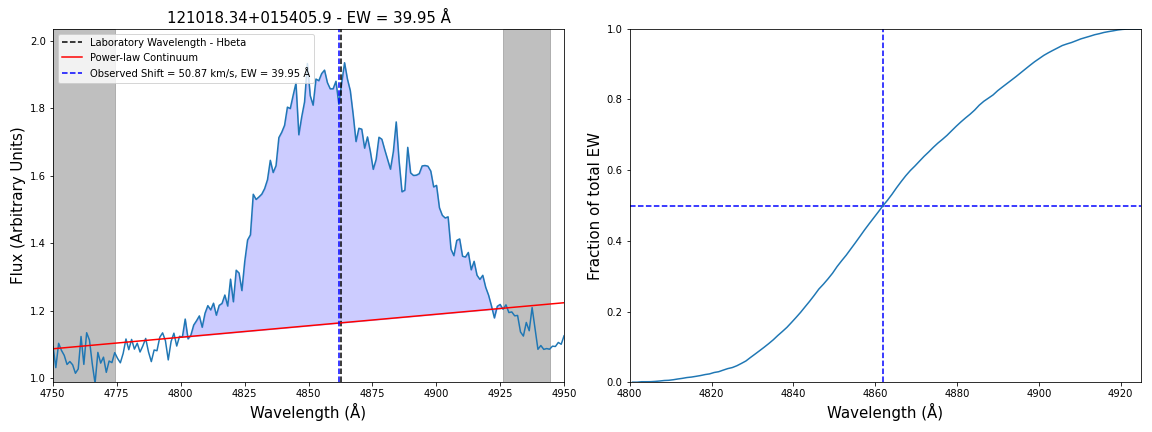 121018.34+015405.9 - EW = 39.95 Å
Laboratory Wavelength - Hbeta
Power-law Continuum
Observed Shift = 50.87 km/s, EW = 39.95 Å
Flux (Arbitrary Units)
2.0
1.8
1.6
1.4
1.2
1.0
4750 4775 4800 4825 4850 4875 4900 4925 4950
Wavelength (Å)
Fraction of total EW
1.0
0.8
0.6
0.4
0.2
0.0
4800 4820 4840 4860 4880 4900 4920
Wavelength (Å)